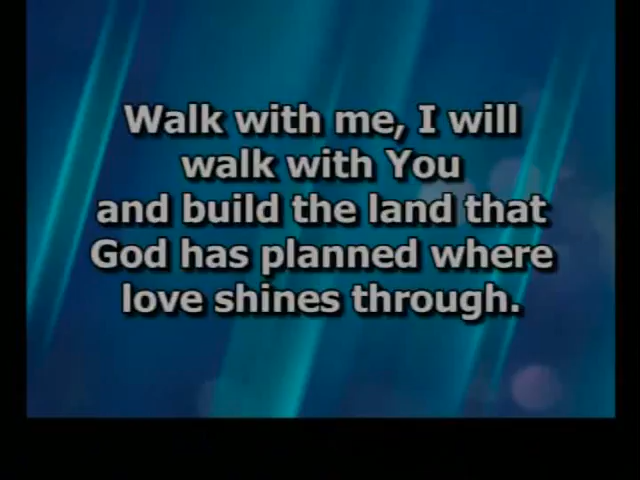 Walk with me, I will
walk with You
and build the land that
God has planned where
love shines through.